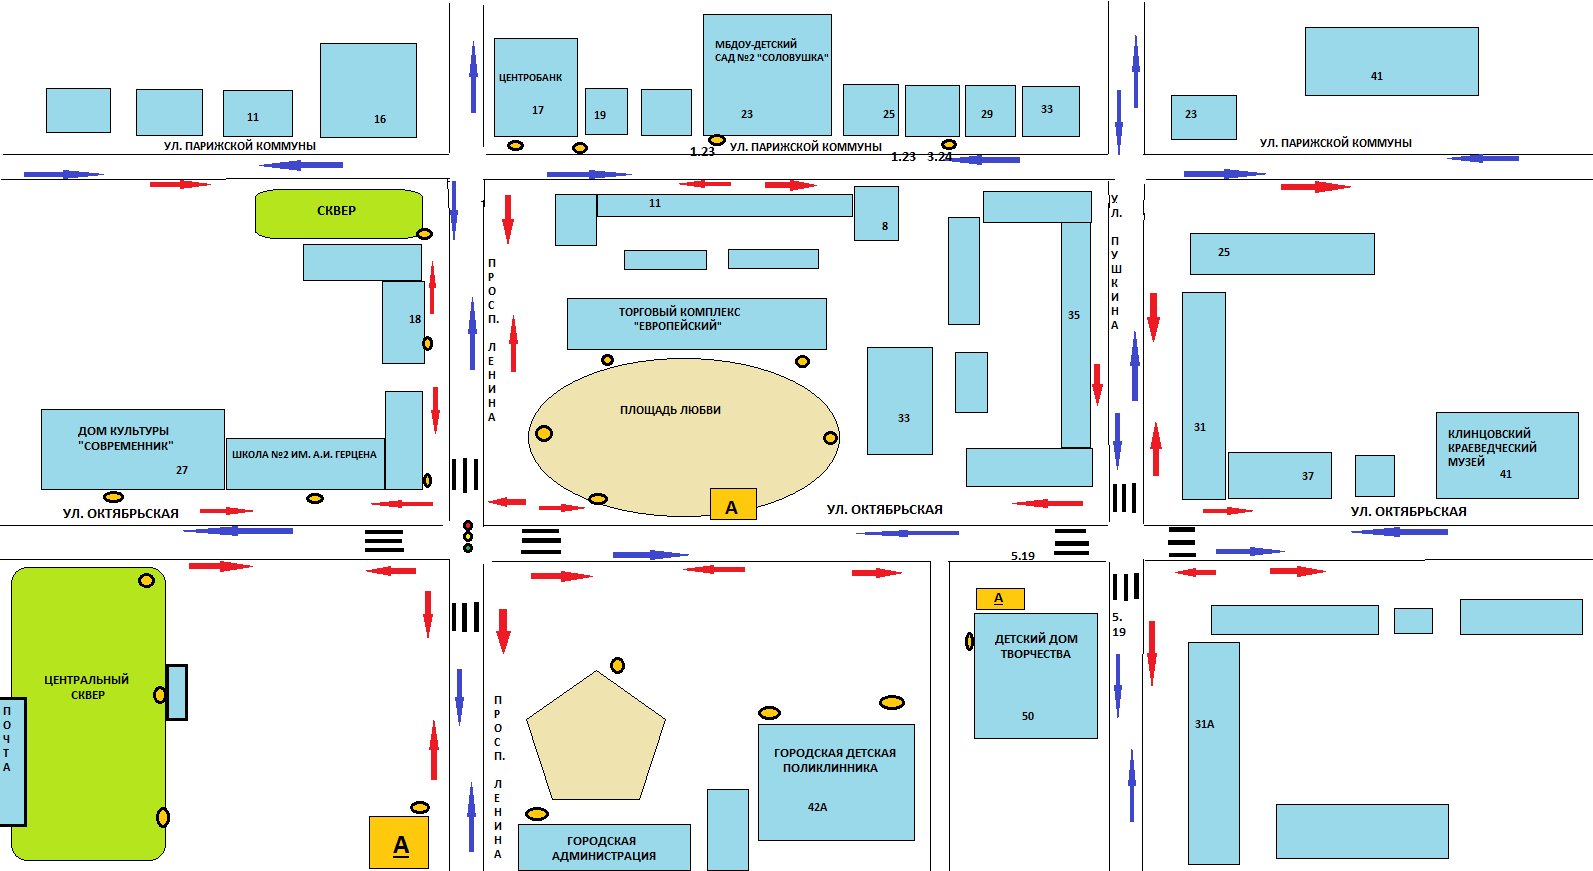 МБДОУ-ДЕТСКИЙ
САД №2 "СОЛОВУШКА"
ЦЕНТРОБАНК
41
11
16
17
19
23
25
29
33
23
УЛ. ПАРИЖСКОЙ КОММУНЫ
УЛ. ПАРИЖСКОЙ КОММУНЫ
УЛ. ПАРИЖСКОЙ КОММУНЫ
1.23
1.23
3.24
СКВЕР
11
8
УЛ. ПУШКИНА
25
ПРОСП. ЛЕНИНА
18
ТОРГОВЫЙ КОМПЛЕКС
"ЕВРОПЕЙСКИЙ"
35
ПЛОЩАДЬ ЛЮБВИ
33
31
ДОМ КУЛЬТУРЫ
"СОВРЕМЕННИК"
27
ШКОЛА №2 ИМ. А.И. ГЕРЦЕНА
КЛИНЦОВСКИЙ
КРАЕВЕДЧЕСКИЙ
МУЗЕЙ
41
37
А
УЛ. ОКТЯБРЬСКАЯ
УЛ. ОКТЯБРЬСКАЯ
УЛ. ОКТЯБРЬСКАЯ
5.19
А
5.
19
ДЕТСКИЙ ДОМ
ТВОРЧЕСТВА
50
ЦЕНТРАЛЬНЫЙ
СКВЕР
ПОЧТА
ПРОСП. ЛЕНИНА
31А
ГОРОДСКАЯ ДЕТСКАЯ
ПОЛИКЛИННИКА
42А
А
ГОРОДСКАЯ
АДМИНИСТРАЦИЯ